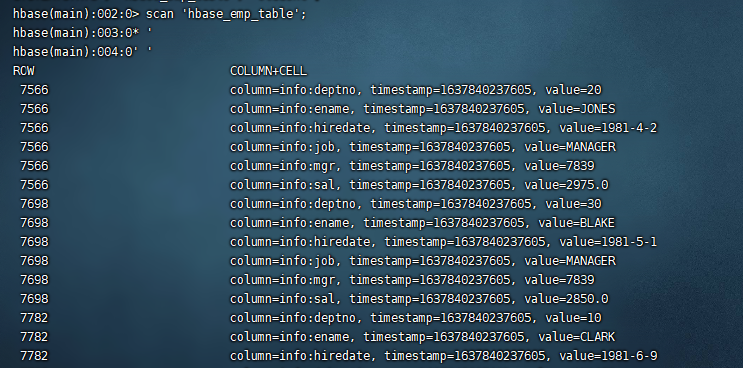 hbase(main):002:0> scan 'hbase_emp_table';
hbase(main):003:0* '
hbase(main):004:0' '
ROW COLUMN+CELL
7566 column=info:deptno, timestamp=1637840237605, value=20
7566 column=info:ename, timestamp=1637840237605, value=JONES
7566 column=info:hiredate, timestamp=1637840237605, value=1981-4-2
7566 column=info:job, timestamp=1637840237605, value=MANAGER
7566 column=info:mgr, timestamp=1637840237605, value=7839
7566 column=info:sal, timestamp=1637840237605, value=2975.0
7698 column=info:deptno, timestamp=1637840237605, value=30
7698 column=info:ename, timestamp=1637840237605, value=BLAKE
7698 column=info:hiredate, timestamp=1637840237605, value=1981-5-1
7698 column=info:job, timestamp=1637840237605, value=MANAGER
7698 column=info:mgr, timestamp=1637840237605, value=7839
7698 column=info:sal, timestamp=1637840237605, value=2850.0
7782 column=info:deptno, timestamp=1637840237605, value=10
7782 column=info:ename, timestamp=1637840237605, value=CLARK
7782 column=info:hiredate, timestamp=1637840237605, value=1981-6-9